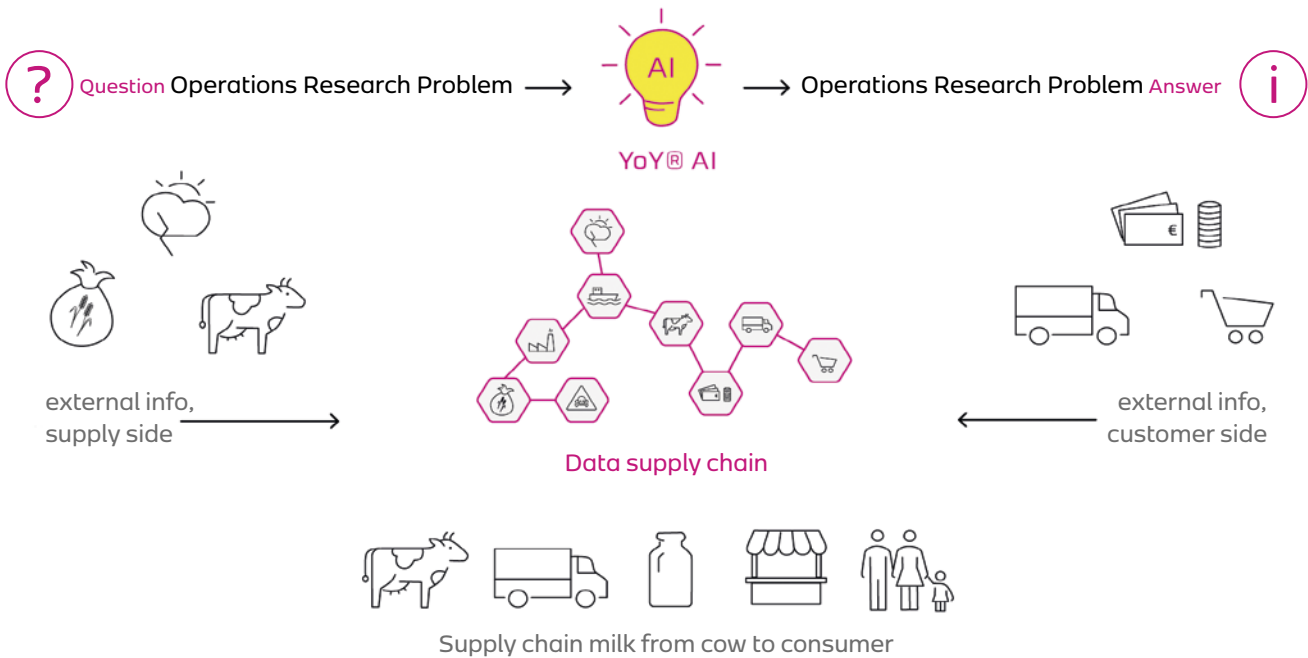 ? Question Operations Research Problem
AI
Operations Research Problem Answer i
YoY® AI
€
external info,
supply side
external info,
customer side
Data supply chain
Supply chain milk from cow to consumer